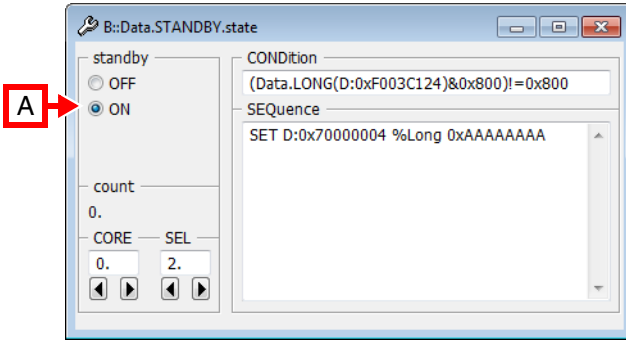 B::Data.STANDBY.state
standby
OFF
A
ON
count
0.
CORE
SEL
0.
2.
CONDition
(Data.LONG(D:0xF003C124)&0x800)!=0x800
SEQuence
SET D:0x70000004 %Long 0xAAAAAAAA